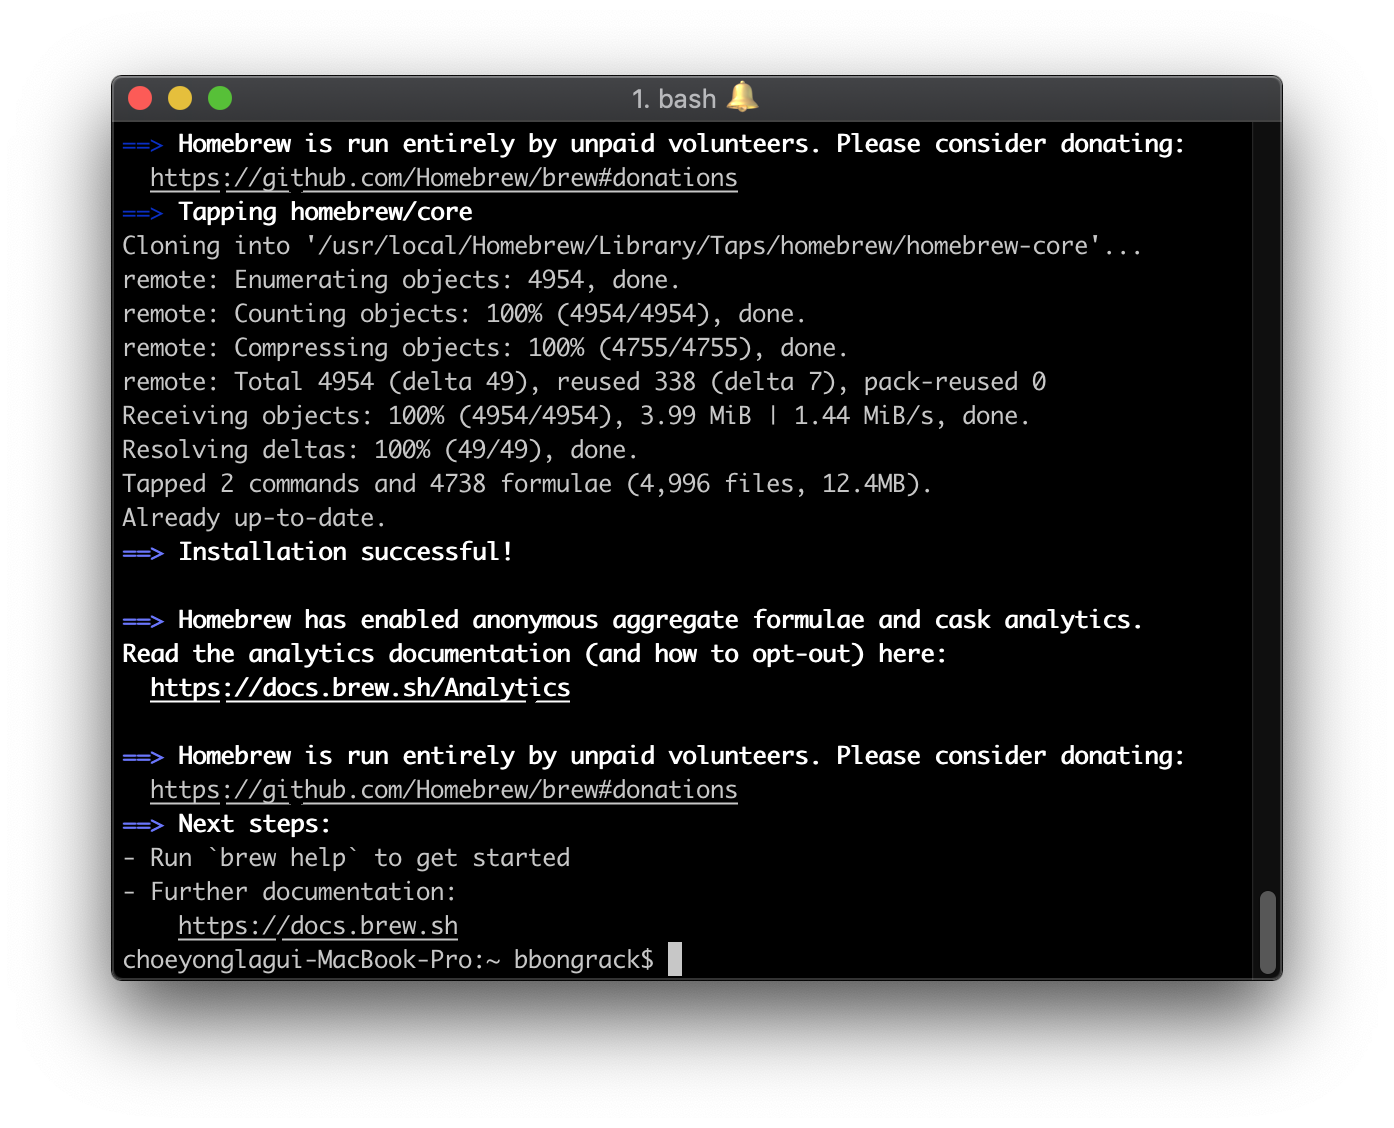 1. bash 🔔
==> Homebrew is run entirely by unpaid volunteers. Please consider donating:
  https://github.com/Homebrew/brew#donations
==> Tapping homebrew/core
Cloning into '/usr/local/Homebrew/Library/Taps/homebrew/homebrew-core'...
remote: Enumerating objects: 4954, done.
remote: Counting objects: 100% (4954/4954), done.
remote: Compressing objects: 100% (4755/4755), done.
remote: Total 4954 (delta 49), reused 338 (delta 7), pack-reused 0
Receiving objects: 100% (4954/4954), 3.99 MiB | 1.44 MiB/s, done.
Resolving deltas: 100% (49/49), done.
Tapped 2 commands and 4738 formulae (4,996 files, 12.4MB).
Already up-to-date.
==> Installation successful!

==> Homebrew has enabled anonymous aggregate formulae and cask analytics.
Read the analytics documentation (and how to opt-out) here:
  https://docs.brew.sh/Analytics

==> Homebrew is run entirely by unpaid volunteers. Please consider donating:
  https://github.com/Homebrew/brew#donations
==> Next steps:
- Run `brew help` to get started
- Further documentation:
    https://docs.brew.sh
choeyonglagui-MacBook-Pro:~ bbongrack$